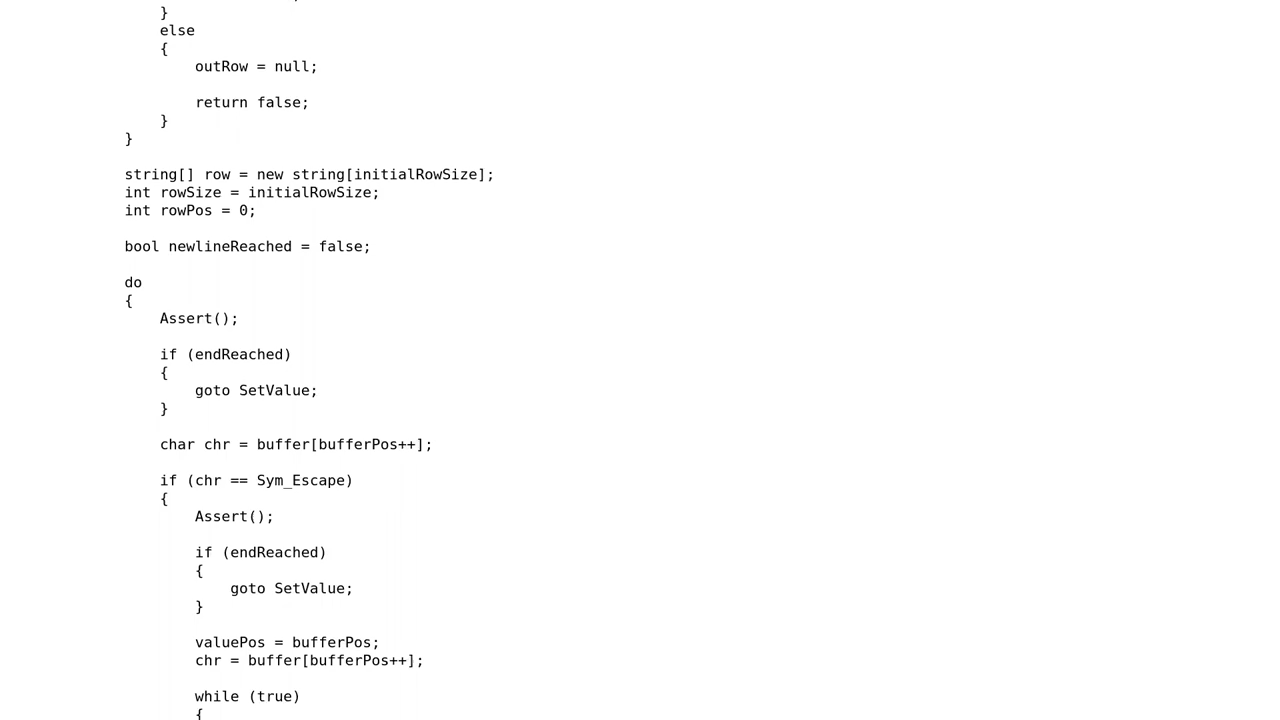 }
else
{
outRow = null;
return false;
}
}
string[] row = new string[initialRowSize];
int rowSize = initialRowSize;
int rowPos = 0;
bool newlineReached = false;
do
{
Assert();
if (endReached)
{
goto SetValue;
}
char chr = buffer[bufferPos++];
if (chr == Sym_Escape)
{
Assert();
if (endReached)
{
goto SetValue;
}
valuePos = bufferPos;
chr = buffer[bufferPos++];
while (true)
{